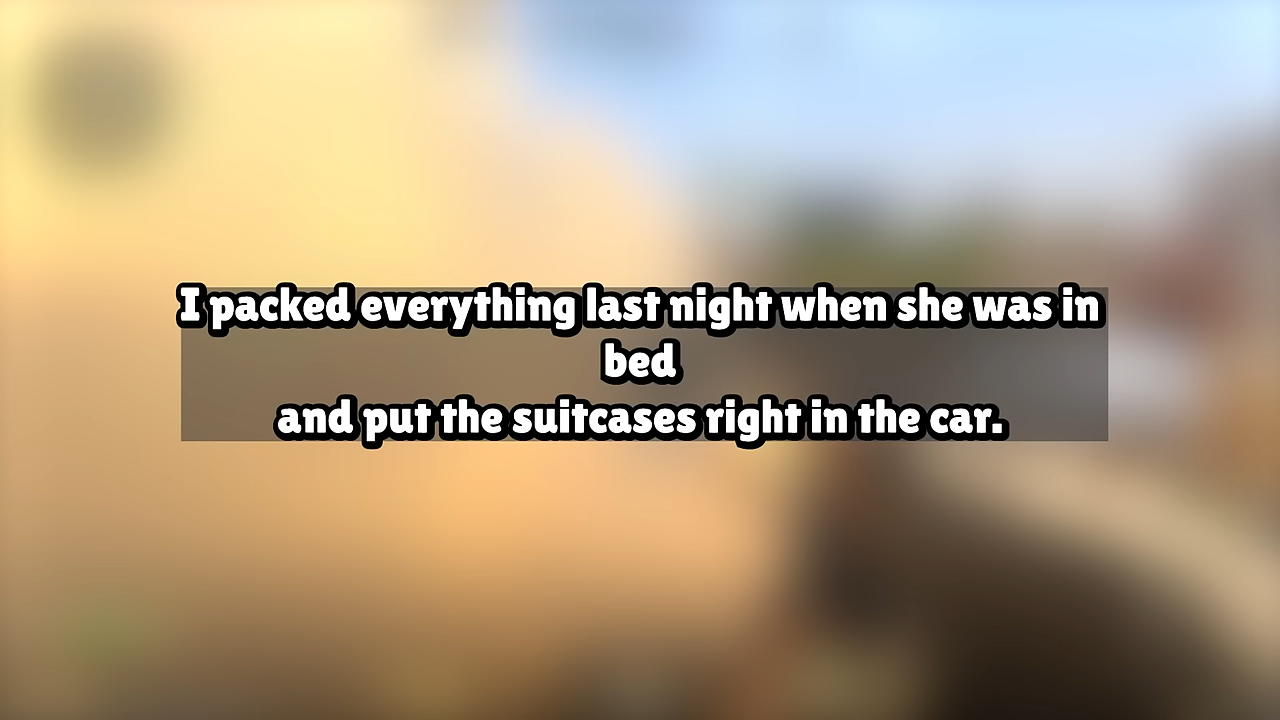 I packed everything last night when she was in
bed
and put the suitcases right in the car.